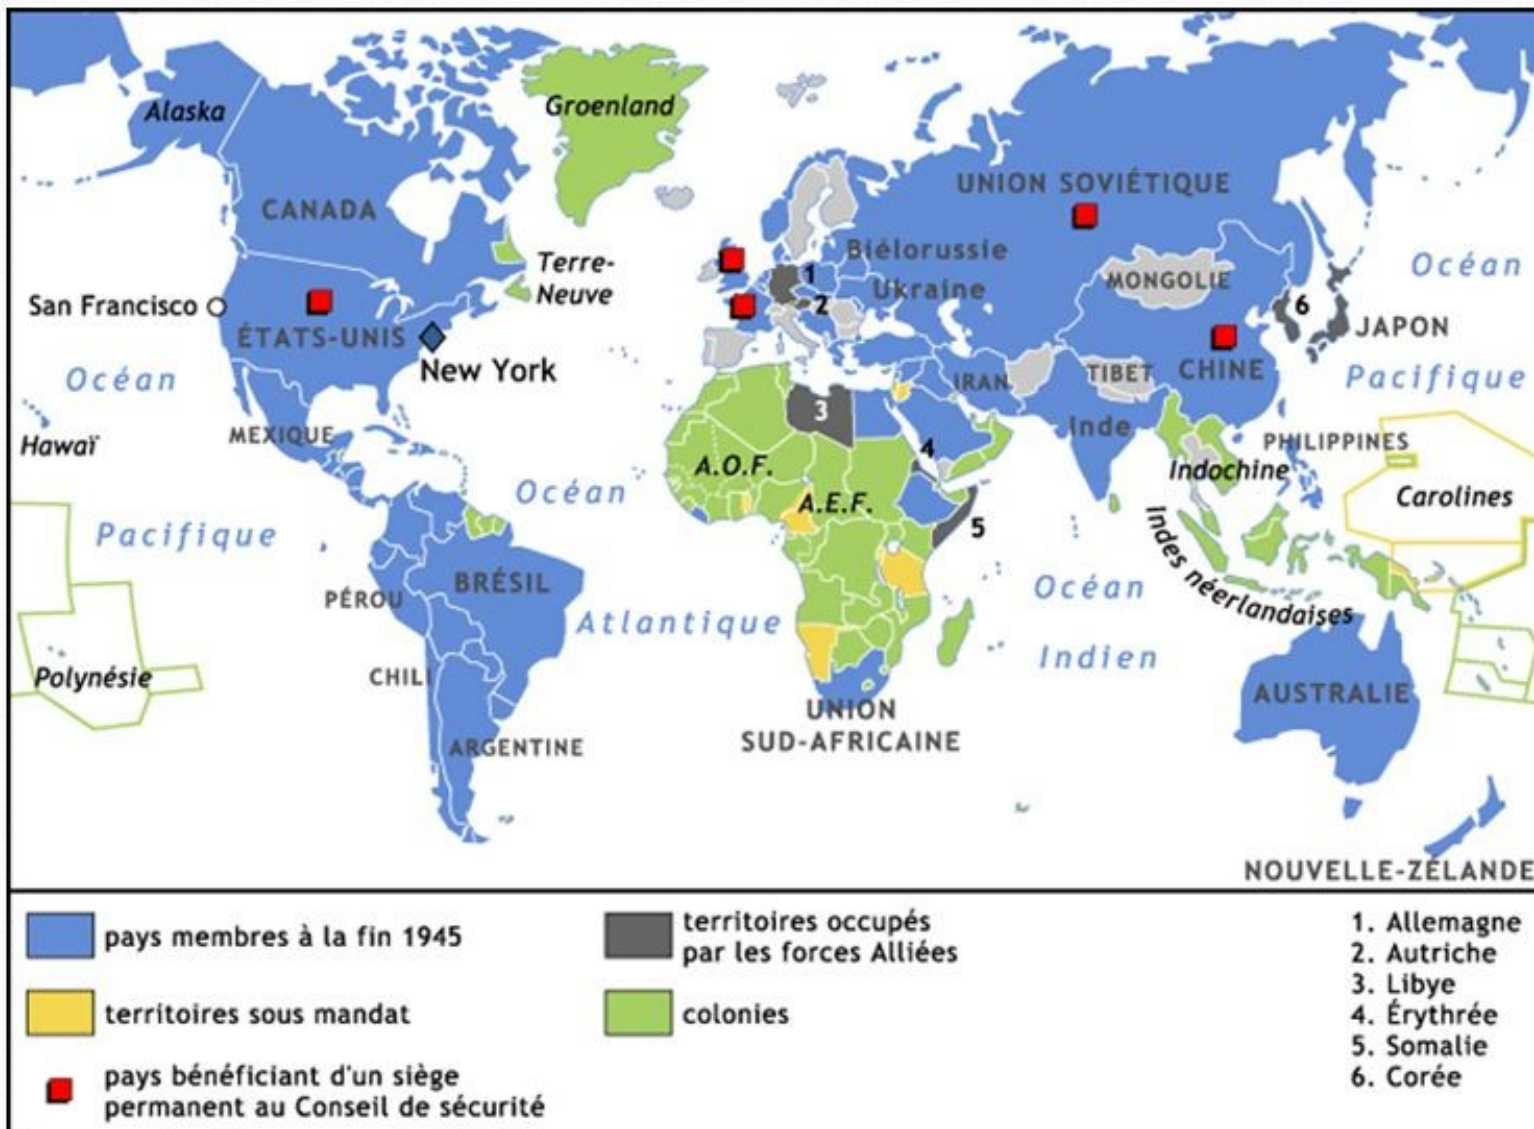 Alaska
Groenland
CANADA
UNION SOVIÉTIQUE
Terre-
Neuve
Biélorussie
Ukraine
MONGOLIE
Océan
San Francisco
ÉTATS-UNIS
New York
1
2
6
JAPON
Océan
Pacifique
IRAN
TIBET
CHINE
Hawaï
MEXIQUE
3
4
Inde
PHILIPPINES
Indochine
Carolines
A.O.F.
A.E.F.
Océan
5
Pacifique
Indes néerlandaises
BRÉSIL
PÉROU
Atlantique
Océan
Indien
Polynésie
CHILI
AUSTRALIE
UNION
SUD-AFRICAINE
ARGENTINE
NOUVELLE-ZÉLANDE
pays membres à la fin 1945
territoires sous mandat
pays bénéficiant d'un siège
permanent au Conseil de sécurité
territoires occupés
par les forces Alliées
colonies
1. Allemagne
2. Autriche
3. Libye
4. Érythrée
5. Somalie
6. Corée